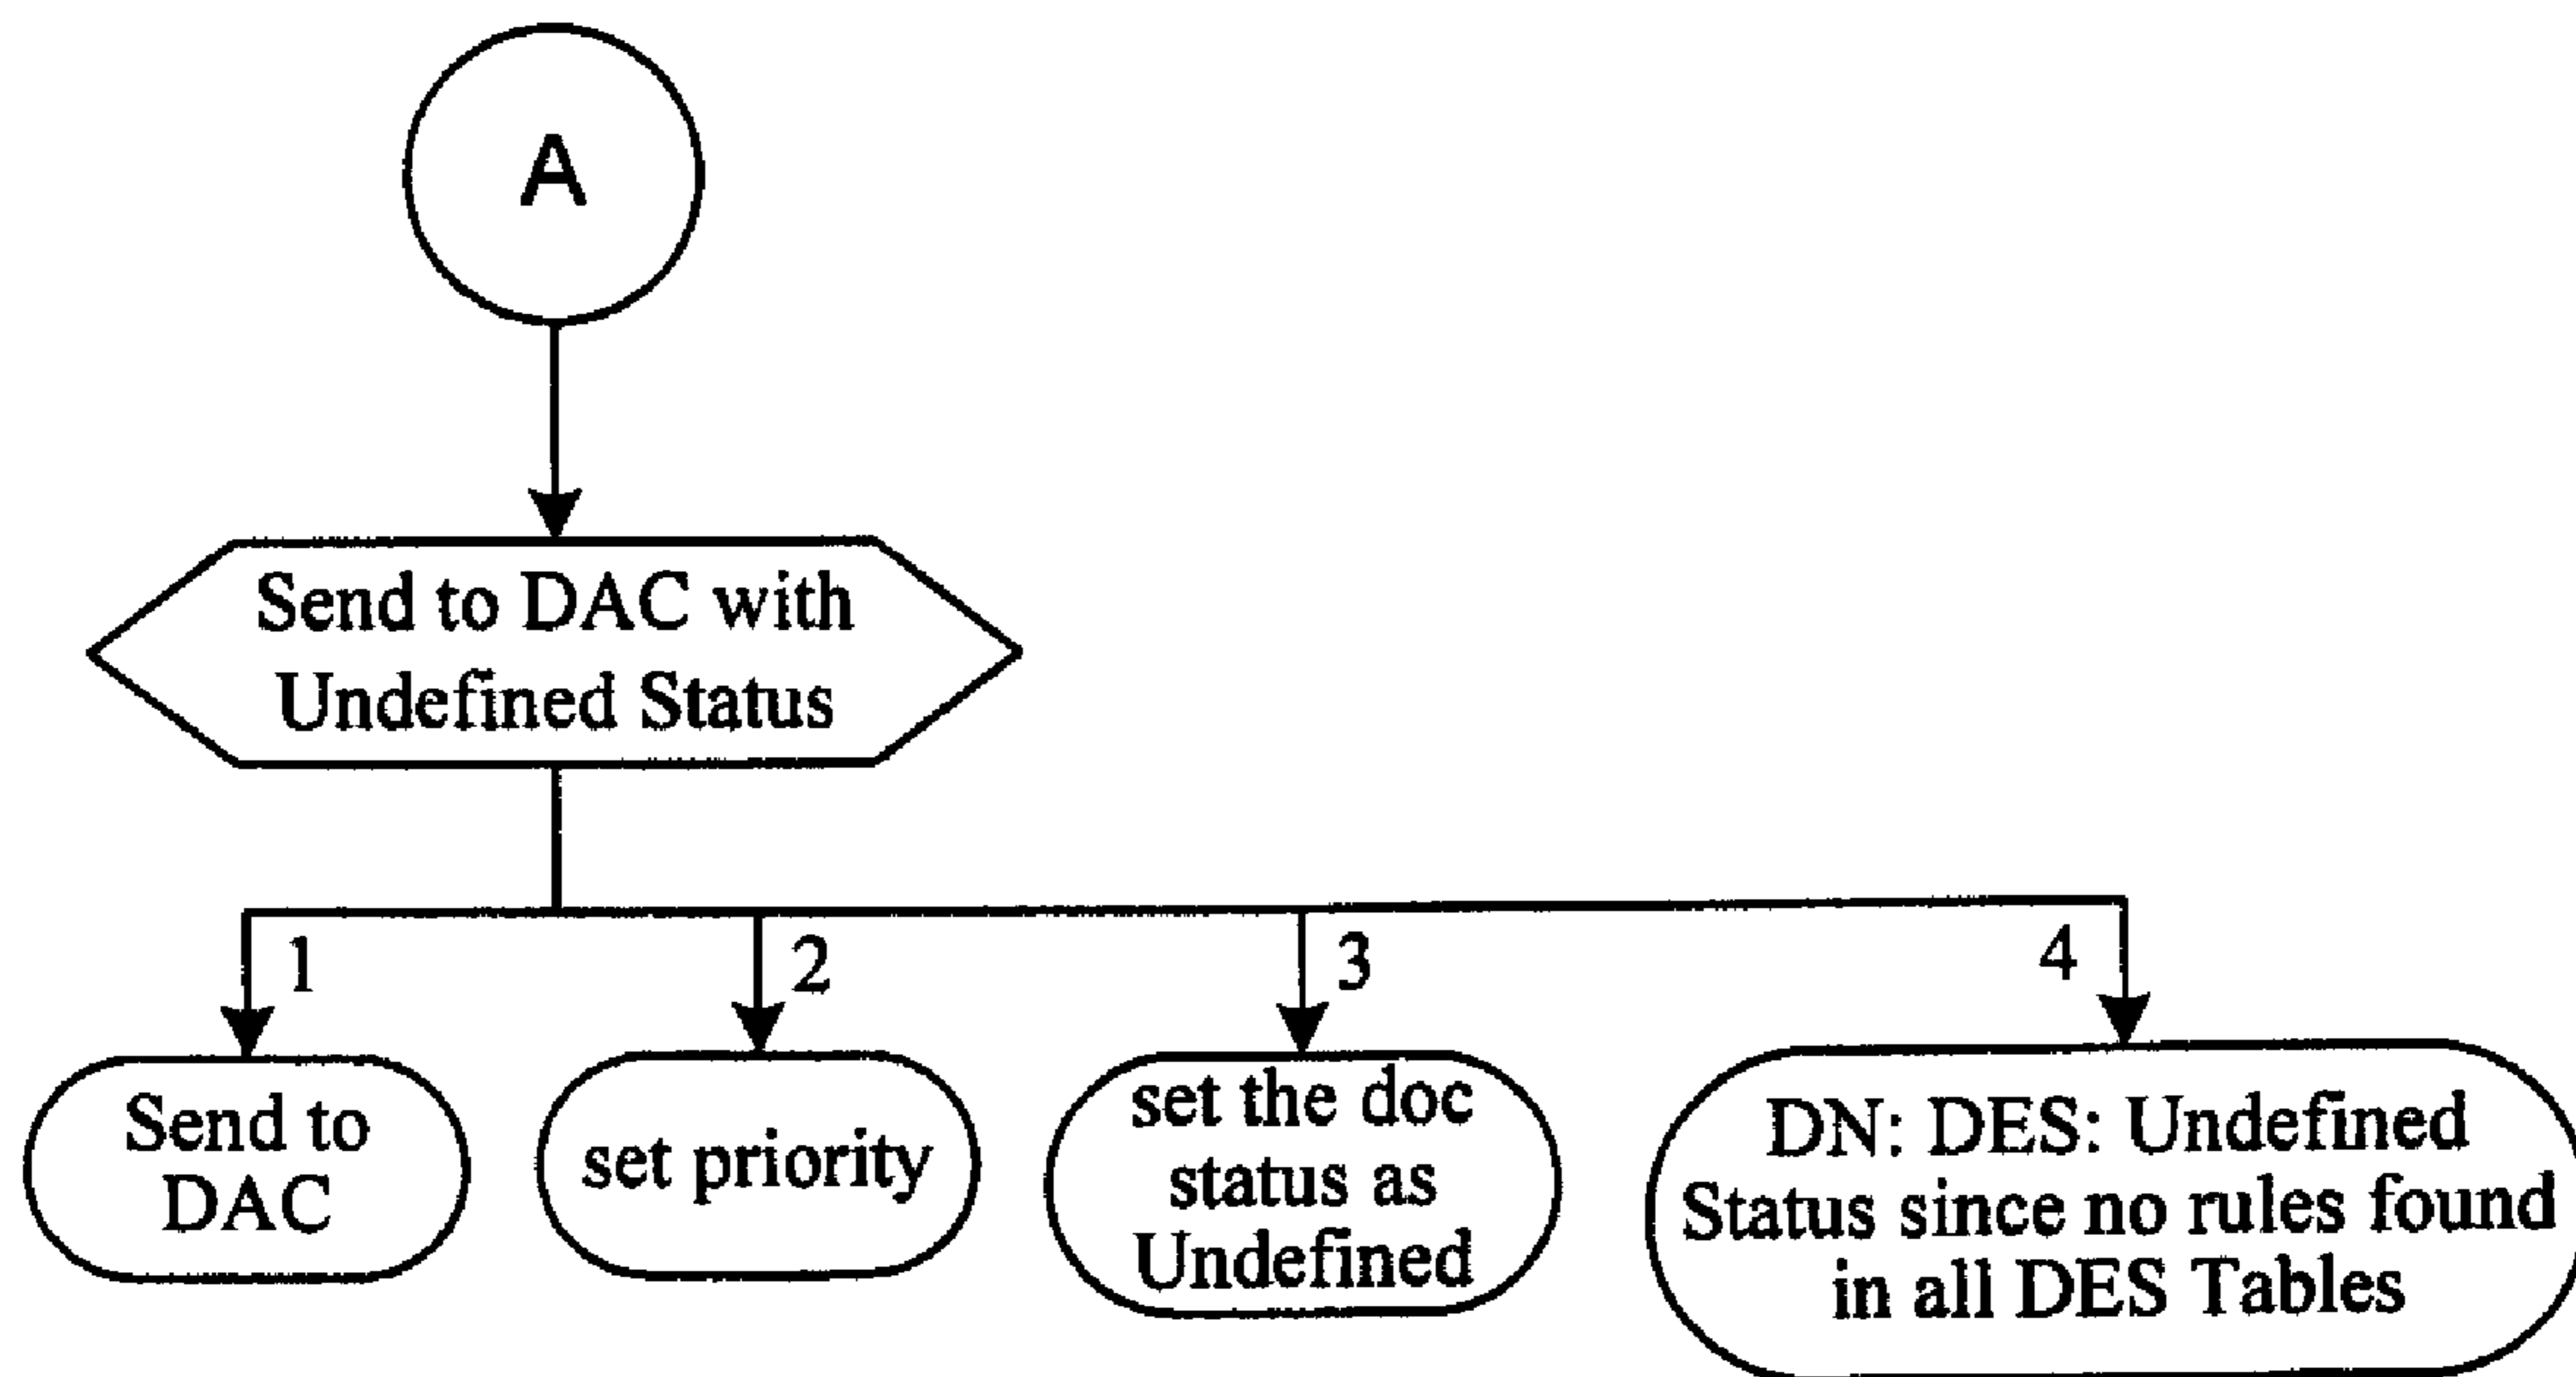 A
Send to DAC with
Undefined Status
1
2
3
4
Send to
DAC
set priority
set the doc
status as
Undefined
DN: DES: Undefined
Status since no rules found
in all DES Tables